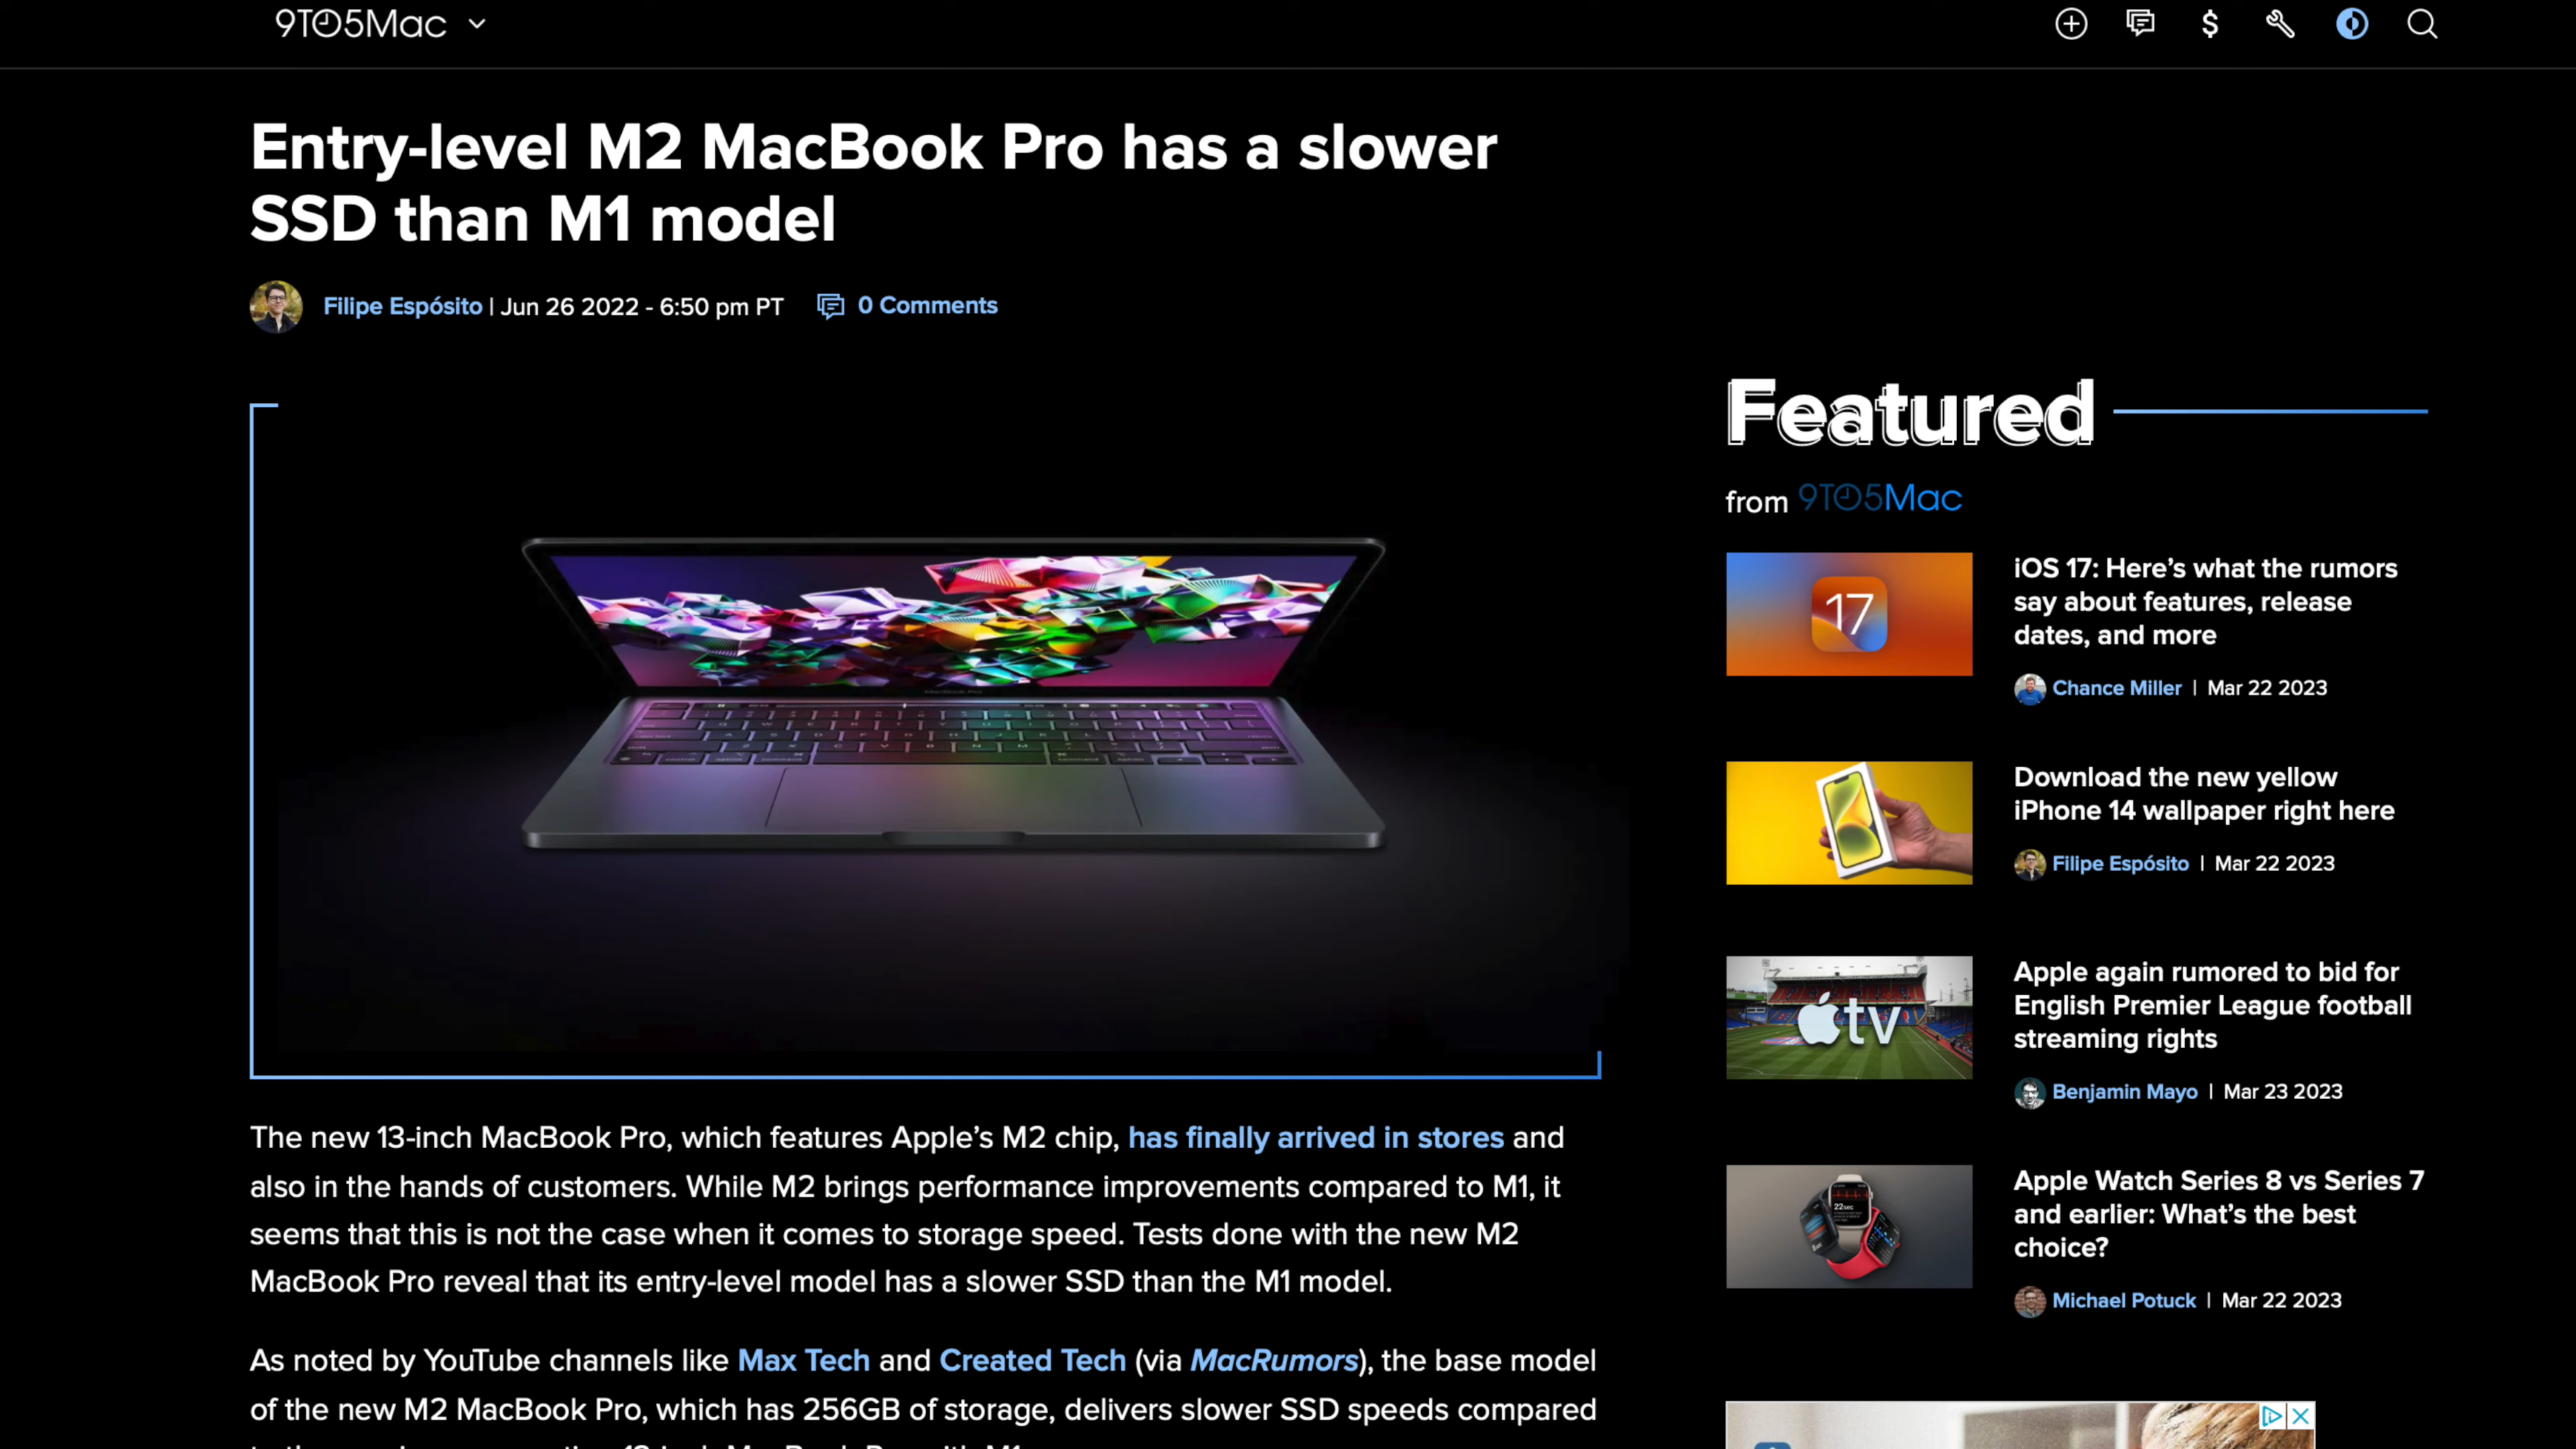 9TO5Mac
Entry-level M2 MacBook Pro has a slower
SSD than M1 model
Filipe Espósito | Jun 26 2022 - 6:50 pm PT
0 Comments
The new 13-inch MacBook Pro, which features Apple’s M2 chip, has finally arrived in stores and
also in the hands of customers. While M2 brings performance improvements compared to M1, it
seems that this is not the case when it comes to storage speed. Tests done with the new M2
MacBook Pro reveal that its entry-level model has a slower SSD than the M1 model.
As noted by YouTube channels like Max Tech and Created Tech (via MacRumors), the base model
of the new M2 MacBook Pro, which has 256GB of storage, delivers slower SSD speeds compared
Featured
from 9TO5Mac
17
iOS 17: Here’s what the rumors
say about features, release
dates, and more
Chance Miller | Mar 22 2023
Download the new yellow
iPhone 14 wallpaper right here
Filipe Espósito | Mar 22 2023
tv
Apple again rumored to bid for
English Premier League football
streaming rights
Benjamin Mayo | Mar 23 2023
Apple Watch Series 8 vs Series 7
and earlier: What’s the best
choice?
Michael Potuck | Mar 22 2023